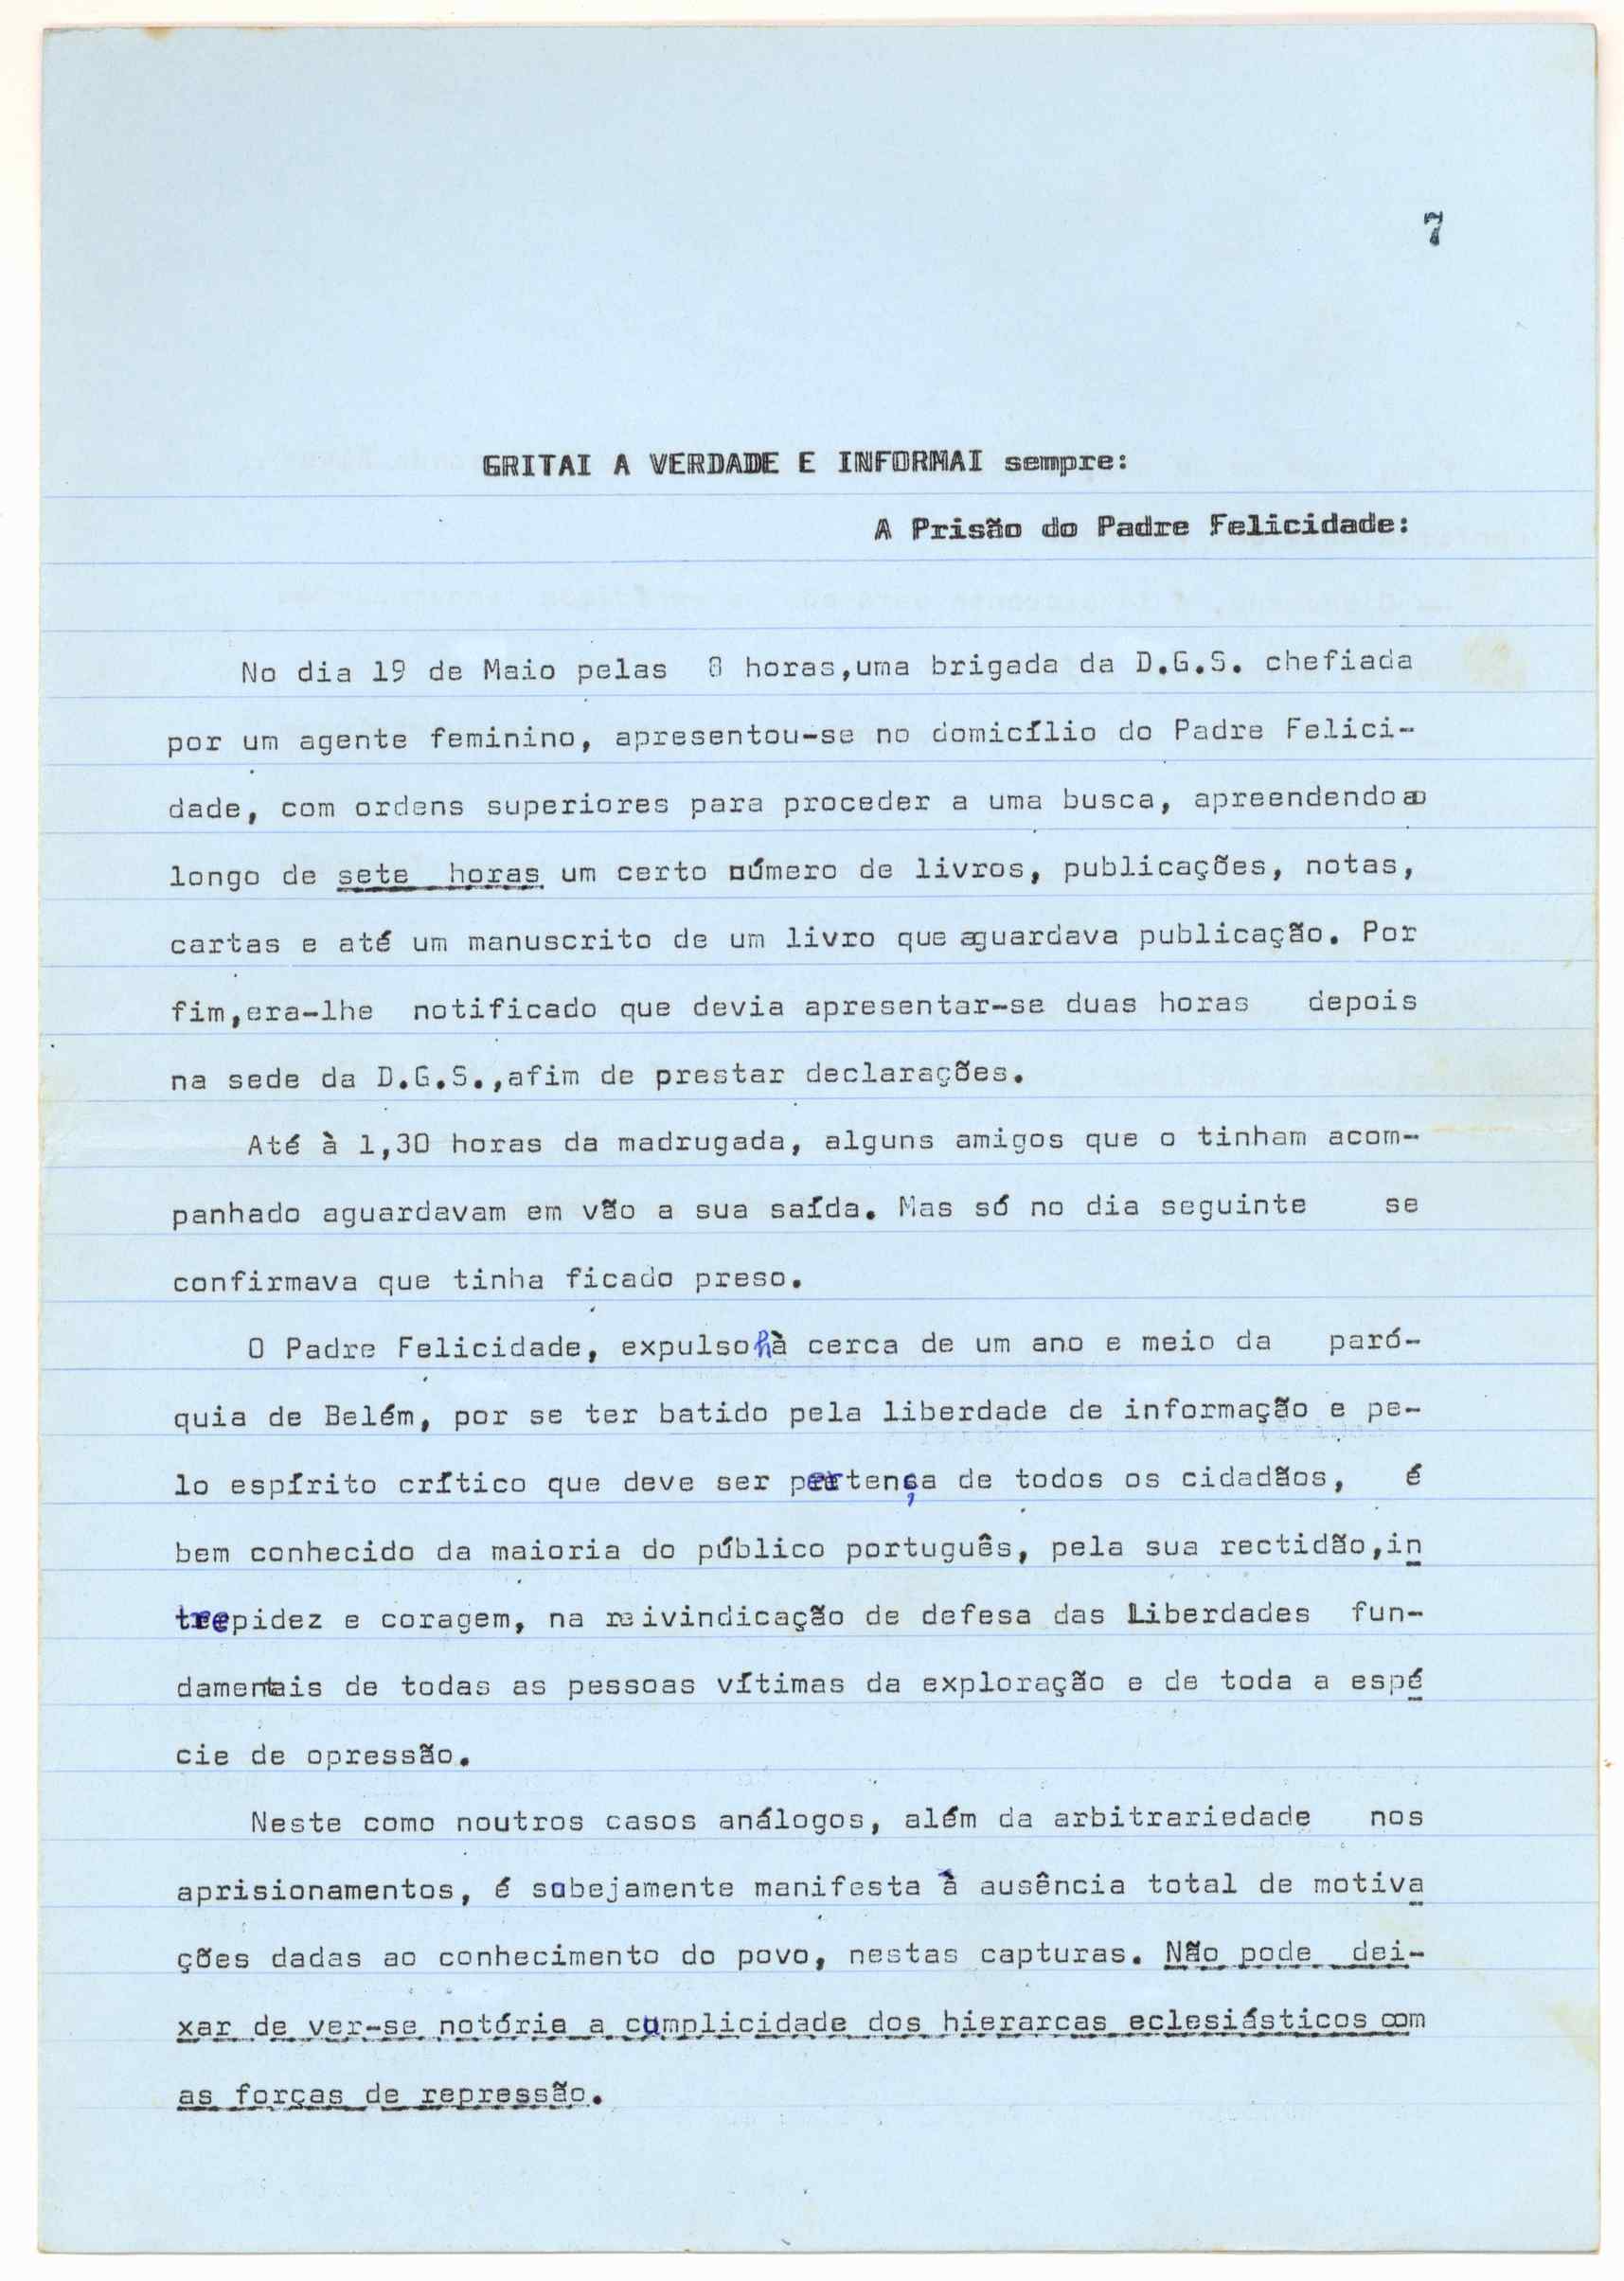 7
GRITAI A VERDADE E INFORMAI sempre:
A Prisão do Padre Felicidade:
No dia 19 de Maio pelas 8 horas,uma brigada da D.G.S. chefiada
por um agente feminino, apresentou-se no domicílio do Padre Felici-
dade, com ordens superiores para proceder a uma busca, apreendendo ao
longo de sete horas um certo número de livros, publicações, notas,
cartas e até um manuscrito de um livro que aguardava publicação. Por
fim,era-lhe notificado que devia apresentar-se duas horas depois
na sede da D.G.S.,afim de prestar declarações.
Até à 1,30 horas da madrugada, alguns amigos que o tinham acom-
panhado aguardavam em vão a sua saída. Mas só no dia seguinte se
confirmava que tinha ficado preso.
O Padre Felicidade, expulso hà cerca de um ano e meio da paró-
quia de Belém, por se ter batido pela liberdade de informação e pe-
lo espírito crítico que deve ser pertença de todos os cidadãos, é
bem conhecido da maioria do público português, pela sua rectidão,in
trepidez e coragem, na reivindicação de defesa das Liberdades fun-
damentais de todas as pessoas vítimas da exploração e de toda a espé
cie de opressão.
Neste como noutros casos análogos, além da arbitrariedade nos
aprisionamentos, é sobejamente manifesta à ausência total de motiva
ções dadas ao conhecimento do povo, nestas capturas. Não pode dei-
xar de ver-se notória a cumplicidade dos hierarcas eclesiásticos com
as forças de repressão.